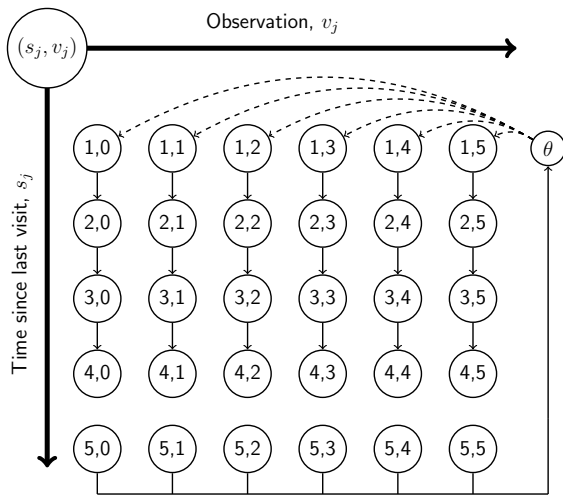 Observation, v_j
(s_j, v_j)
Time since last visit, s_j
1,0 1,1 1,2 1,3 1,4 1,5 θ
2,0 2,1 2,2 2,3 2,4 2,5
3,0 3,1 3,2 3,3 3,4 3,5
4,0 4,1 4,2 4,3 4,4 4,5
5,0 5,1 5,2 5,3 5,4 5,5